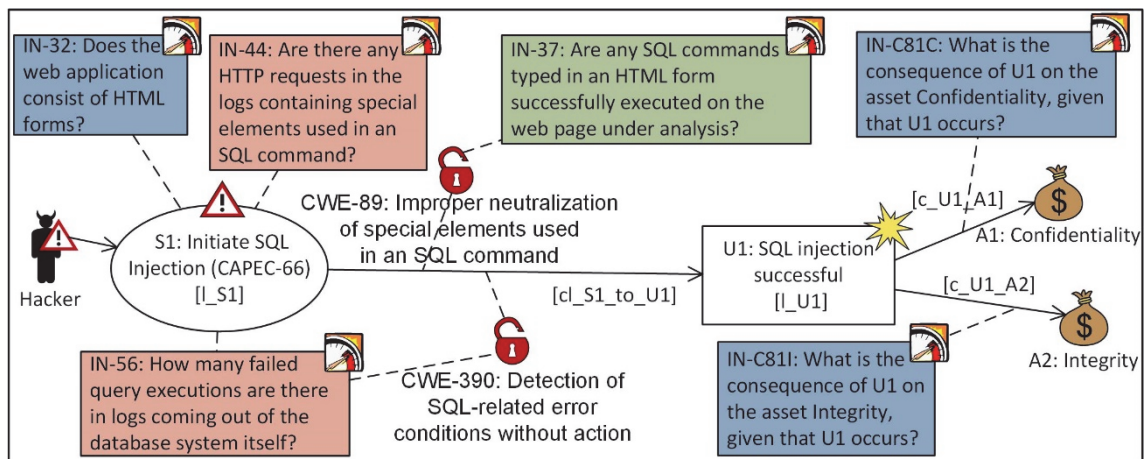 IN-32: Does the
web application
consist of HTML
forms?
IN-44: Are there any
HTTP requests in the
logs containing special
elements used in an
SQL command?
IN-37: Are any SQL commands
typed in an HTML form
successfully executed on the
web page under analysis?
IN-C81C: What is the
consequence of U1 on the
asset Confidentiality, given
that U1 occurs?
Hacker
S1: Initiate SQL
Injection (CAPEC-66)
[l_S1]
CWE-89: Improper neutralization
of special elements used
in an SQL command
[cl_S1_to_U1]
U1: SQL injection
successful
[l_U1]
[c_U1_A1]
$
A1: Confidentiality
[c_U1_A2]
$
A2: Integrity
IN-56: How many failed
query executions are there
in logs coming out of the
database system itself?
CWE-390: Detection of
SQL-related error
conditions without action
IN-C81I: What is the
consequence of U1 on
the asset Integrity,
given that U1 occurs?